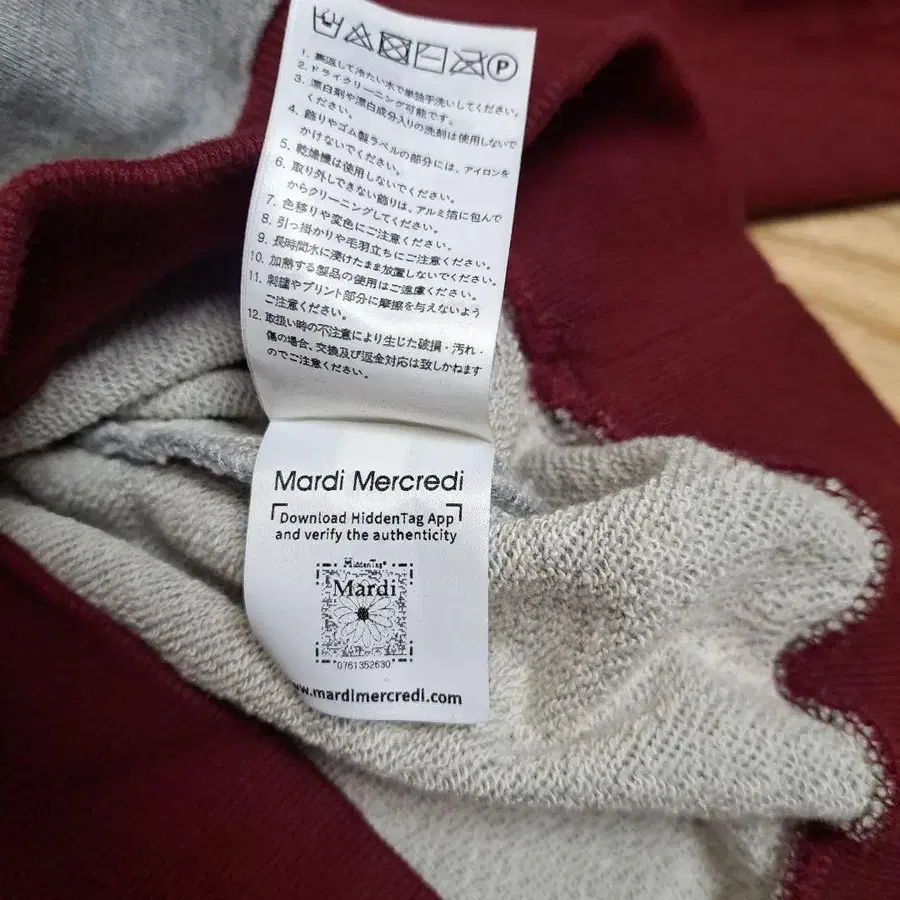 P
1. 裏返して冷たい水で単独手洗いしてください。
2. ドライクリーニング可能です。
3. 漂白剤や漂白成分入りの洗剤は使用しないで
ください。
4. 飾りやゴム製ラベルの部分には、アイロンを
かけないでください。
5. 乾燥機は使用しないでください。
6. 取り外しできない飾りは、アルミ箔に包んで
からクリーニングしてください。
7. 色移りや変色にご注意ください。
8. 引っ掛かりや毛羽立ちにご注意ください。
9. 長時間水に浸けたまま放置しないでください。
10. 加熱する製品の使用はご遠慮ください。
11. 刺繍やプリント部分に摩擦を与えないよう
ご注意ください。
12. 取扱い時の不注意により生じた破損・汚れ・
傷の場合、交換及び返金対応は致しかねます
のでご注意ください。
Mardi Mercredi
Download HiddenTag App
and verify the authenticity
HiddenTag
Mardi
0761352630
www.mardimercredi.com